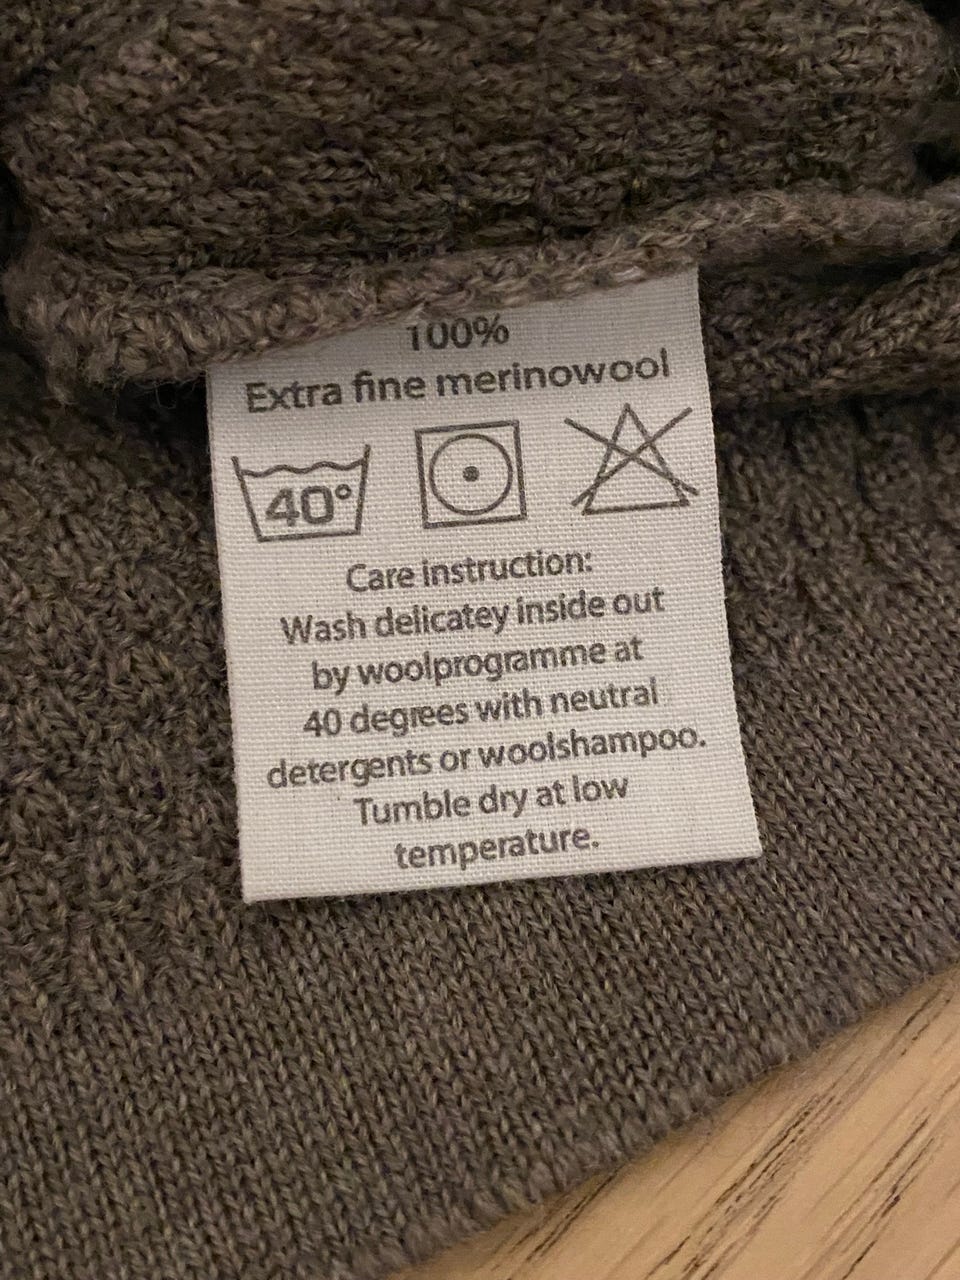 100%
Extra fine merinowool
40°
Care instruction:
Wash delicatey inside out
by woolprogramme at
40 degrees with neutral
detergents or woolshampoo.
Tumble dry at low
temperature.